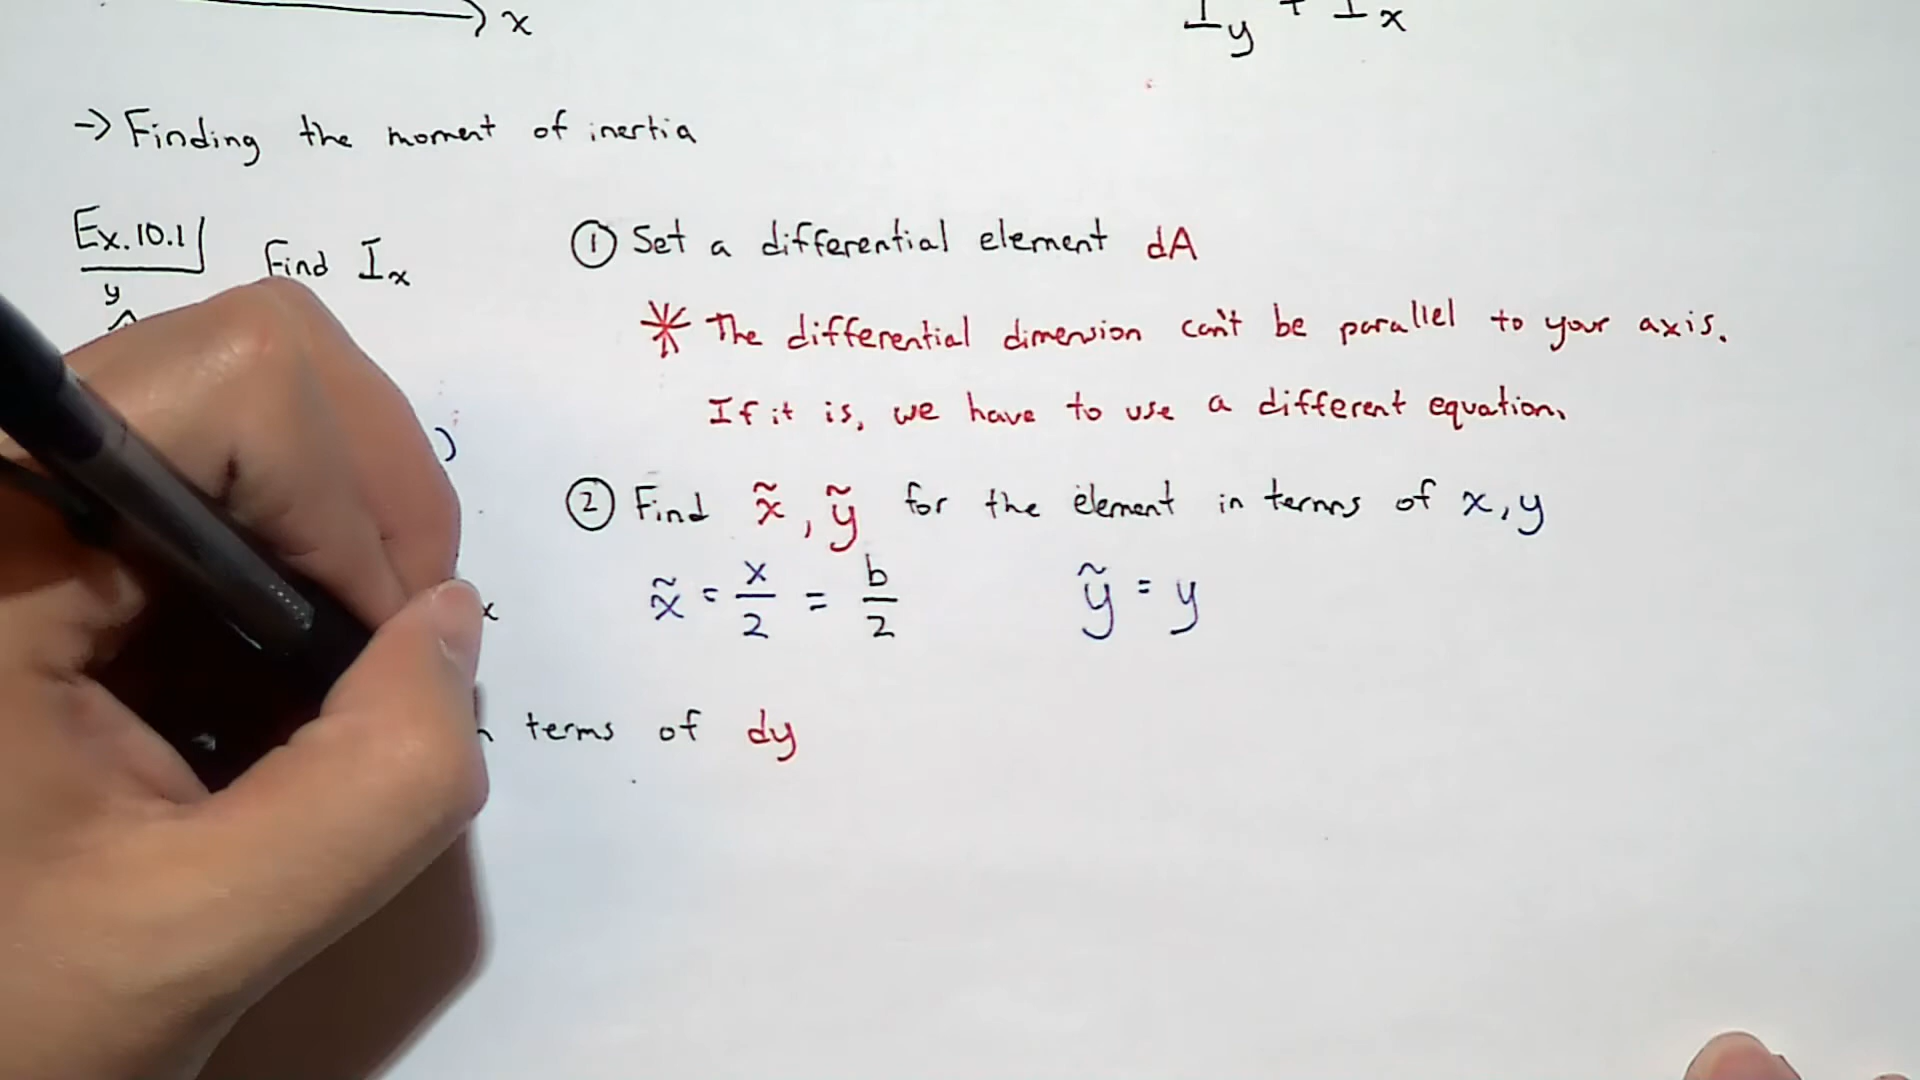 x
Iy + Ix
-> Finding the moment of inertia
Ex. 10.1 Find Ix
y
① Set a differential element dA
* The differential dimension can't be parallel to your axis.
If it is, we have to use a different equation.
)
② Find x̃, ỹ for the element in terms of x, y
x̃ = x/2 = b/2 ỹ = y
x
terms of dy